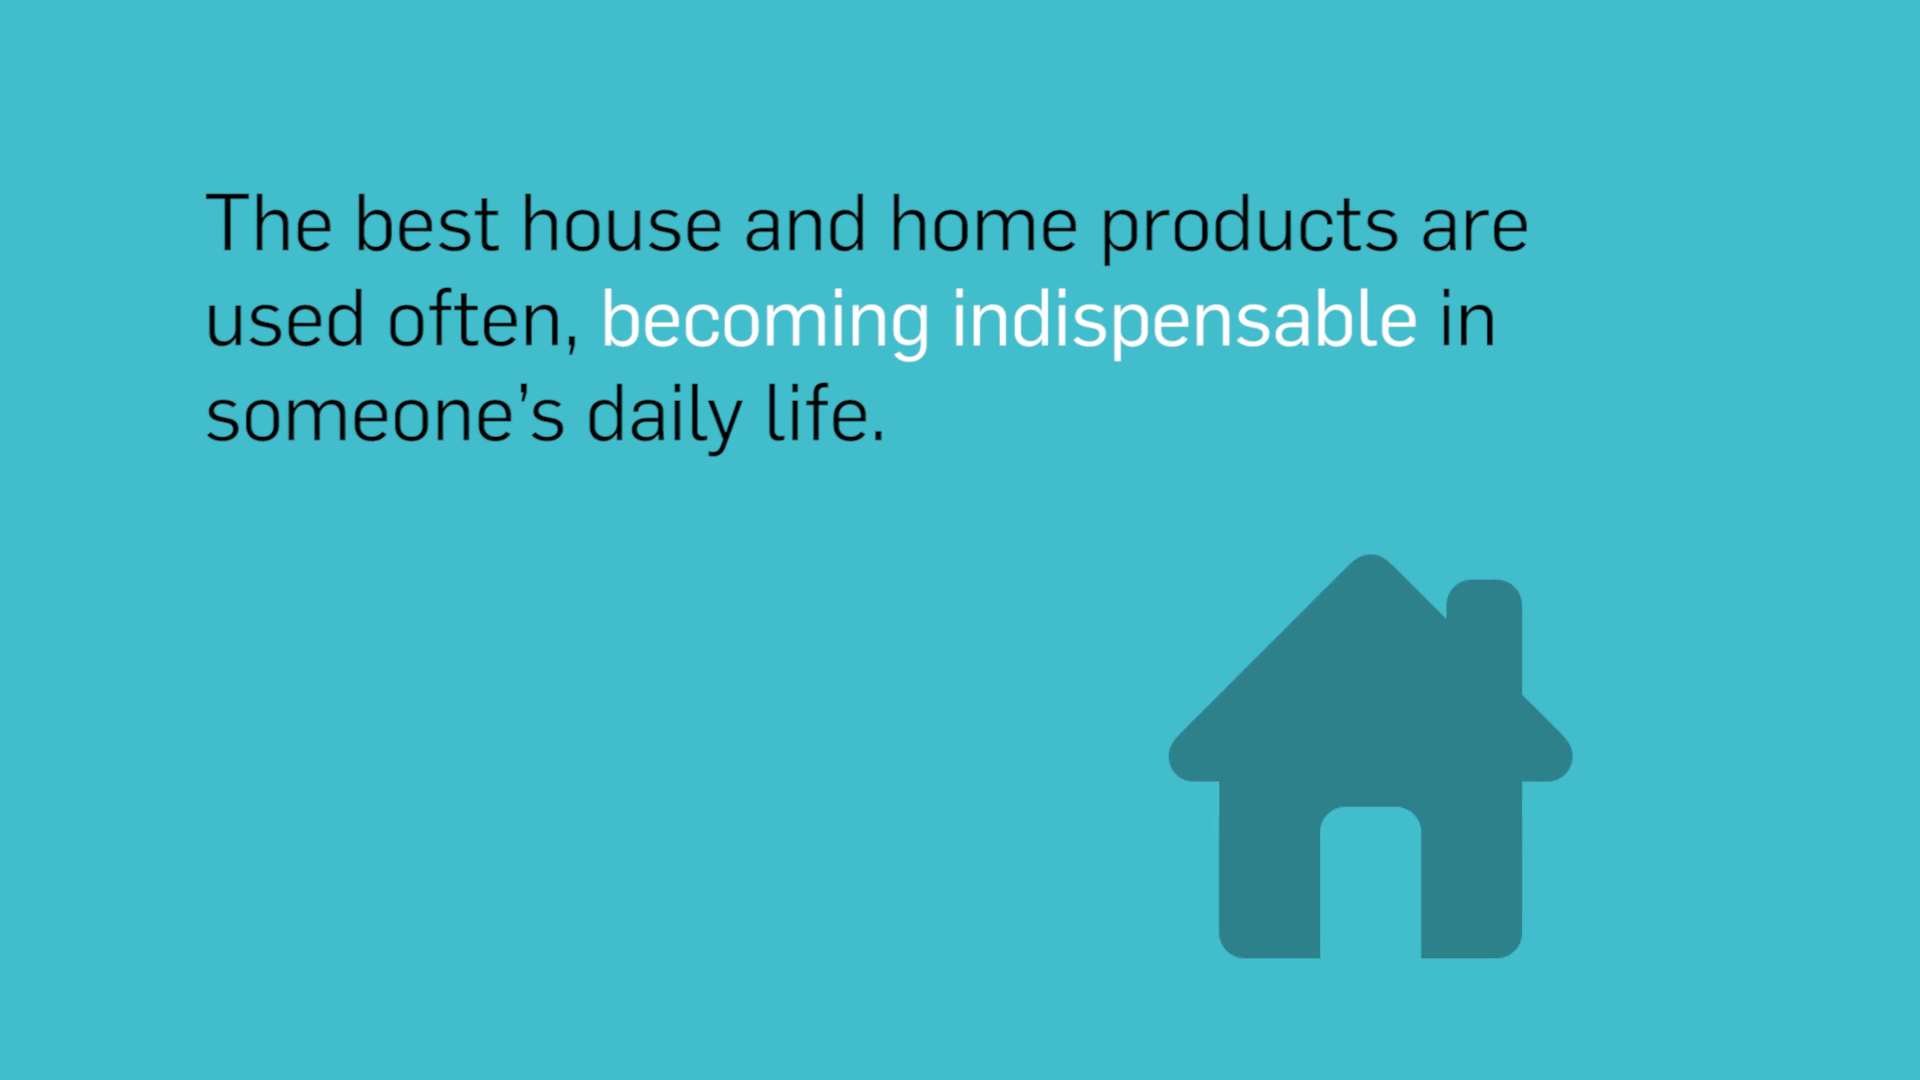 The best house and home products are
used often, becoming indispensable in
someone’s daily life.